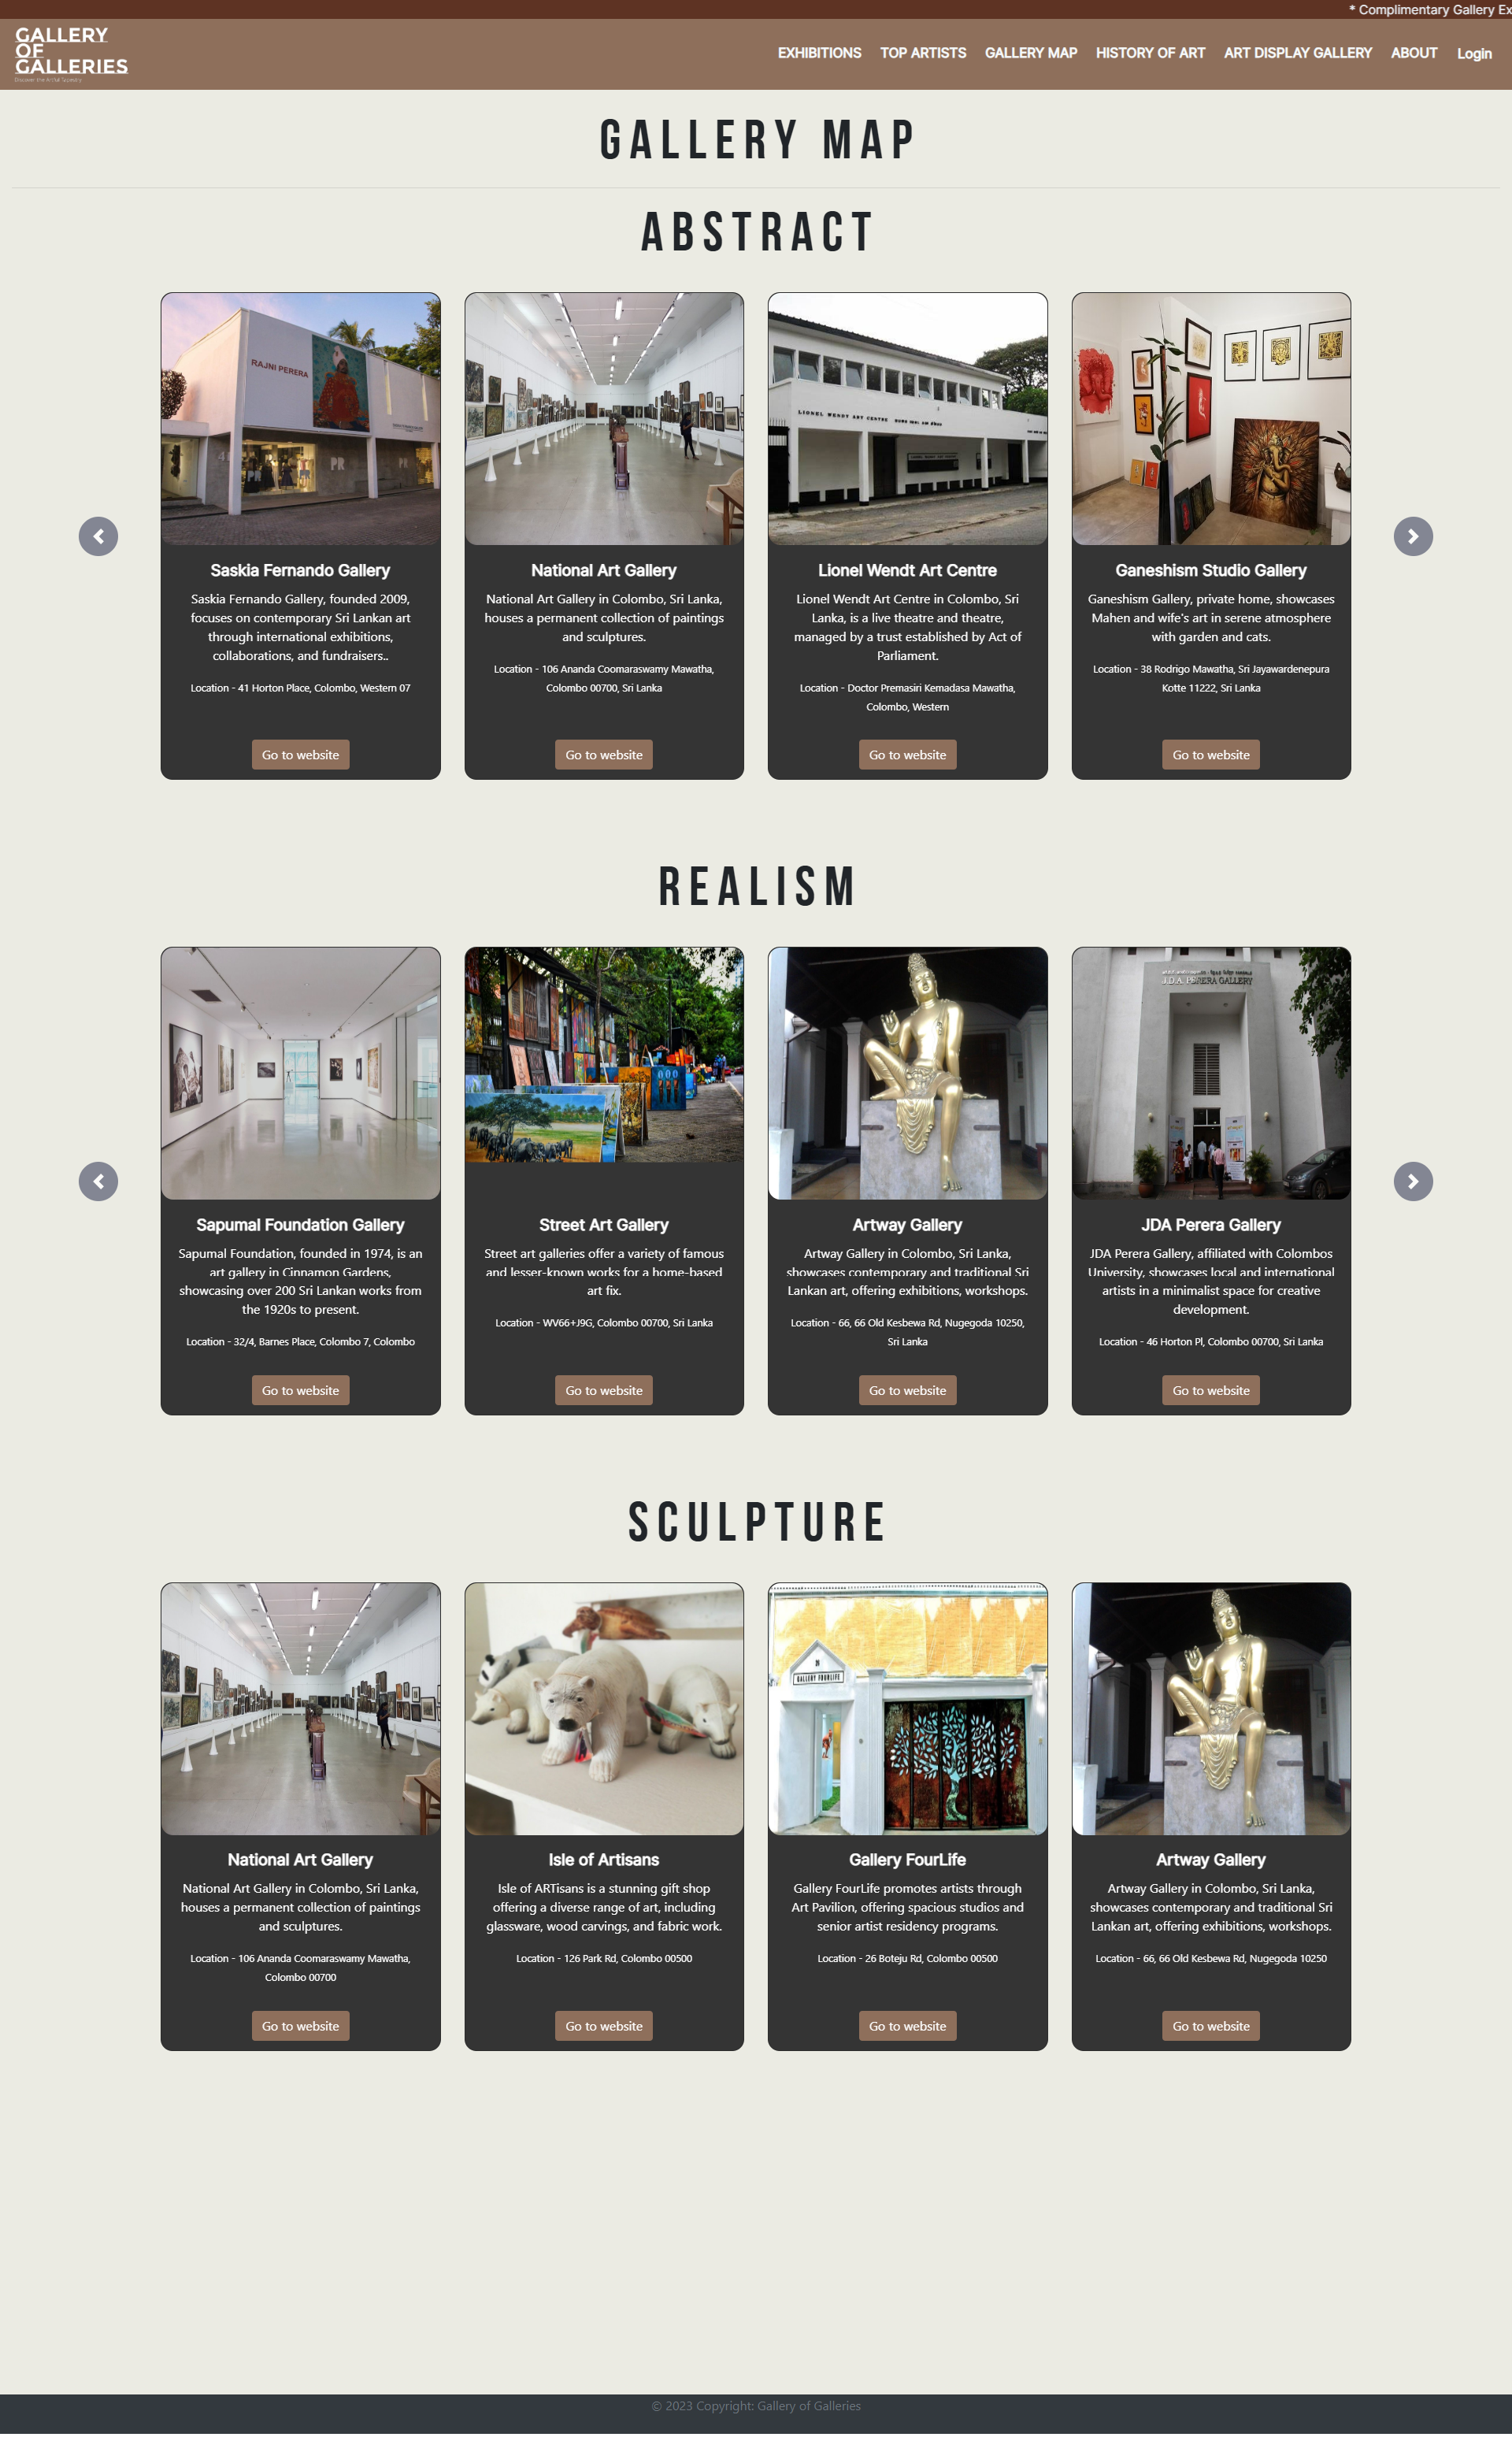 * Complimentary Gallery Ex
GALLERY
OF
GALLERIES
EXHIBITIONS
TOP ARTISTS
GALLERY MAP
HISTORY OF ART
ART DISPLAY GALLERY
ABOUT
Login
GALLERY MAP
ABSTRACT
RAJNI PERERA
PR
PR
LIONEL WENDT ART CENTRE
Saskia Fernando Gallery
Saskia Fernando Gallery, founded 2009,
focuses on contemporary Sri Lankan art
through international exhibitions,
collaborations, and fundraisers..
Location - 41 Horton Place, Colombo, Western 07
Go to website
National Art Gallery
National Art Gallery in Colombo, Sri Lanka,
houses a permanent collection of paintings
and sculptures.
Location - 106 Ananda Coomaraswamy Mawatha,
Colombo 00700, Sri Lanka
Go to website
Lionel Wendt Art Centre
Lionel Wendt Art Centre in Colombo, Sri
Lanka, is a live theatre and theatre,
managed by a trust established by Act of
Parliament.
Location - Doctor Premasiri Kemadasa Mawatha,
Colombo, Western
Go to website
Ganeshism Studio Gallery
Ganeshism Gallery, private home, showcases
Mahen and wife's art in serene atmosphere
with garden and cats.
Location - 38 Rodrigo Mawatha, Sri Jayawardenepura
Kotte 11222, Sri Lanka
Go to website
REALISM
J.D.A. PERERA GALLERY
Sapumal Foundation Gallery
Sapumal Foundation, founded in 1974, is an
art gallery in Cinnamon Gardens,
showcasing over 200 Sri Lankan works from
the 1920s to present.
Location - 32/4, Barnes Place, Colombo 7, Colombo
Go to website
Street Art Gallery
Street art galleries offer a variety of famous
and lesser-known works for a home-based
art fix.
Location - WV66+J9G, Colombo 00700, Sri Lanka
Go to website
Artway Gallery
Artway Gallery in Colombo, Sri Lanka,
showcases contemporary and traditional Sri
Lankan art, offering exhibitions, workshops.
Location - 66, 66 Old Kesbewa Rd, Nugegoda 10250,
Sri Lanka
Go to website
JDA Perera Gallery
JDA Perera Gallery, affiliated with Colombos
University, showcases local and international
artists in a minimalist space for creative
development.
Location - 46 Horton Pl, Colombo 00700, Sri Lanka
Go to website
SCULPTURE
GALLERY FOURLIFE
National Art Gallery
National Art Gallery in Colombo, Sri Lanka,
houses a permanent collection of paintings
and sculptures.
Location - 106 Ananda Coomaraswamy Mawatha,
Colombo 00700
Go to website
Isle of Artisans
Isle of ARTisans is a stunning gift shop
offering a diverse range of art, including
glassware, wood carvings, and fabric work.
Location - 126 Park Rd, Colombo 00500
Go to website
Gallery FourLife
Gallery FourLife promotes artists through
Art Pavilion, offering spacious studios and
senior artist residency programs.
Location - 26 Boteju Rd, Colombo 00500
Go to website
Artway Gallery
Artway Gallery in Colombo, Sri Lanka,
showcases contemporary and traditional Sri
Lankan art, offering exhibitions, workshops.
Location - 66, 66 Old Kesbewa Rd, Nugegoda 10250
Go to website
© 2023 Copyright: Gallery of Galleries